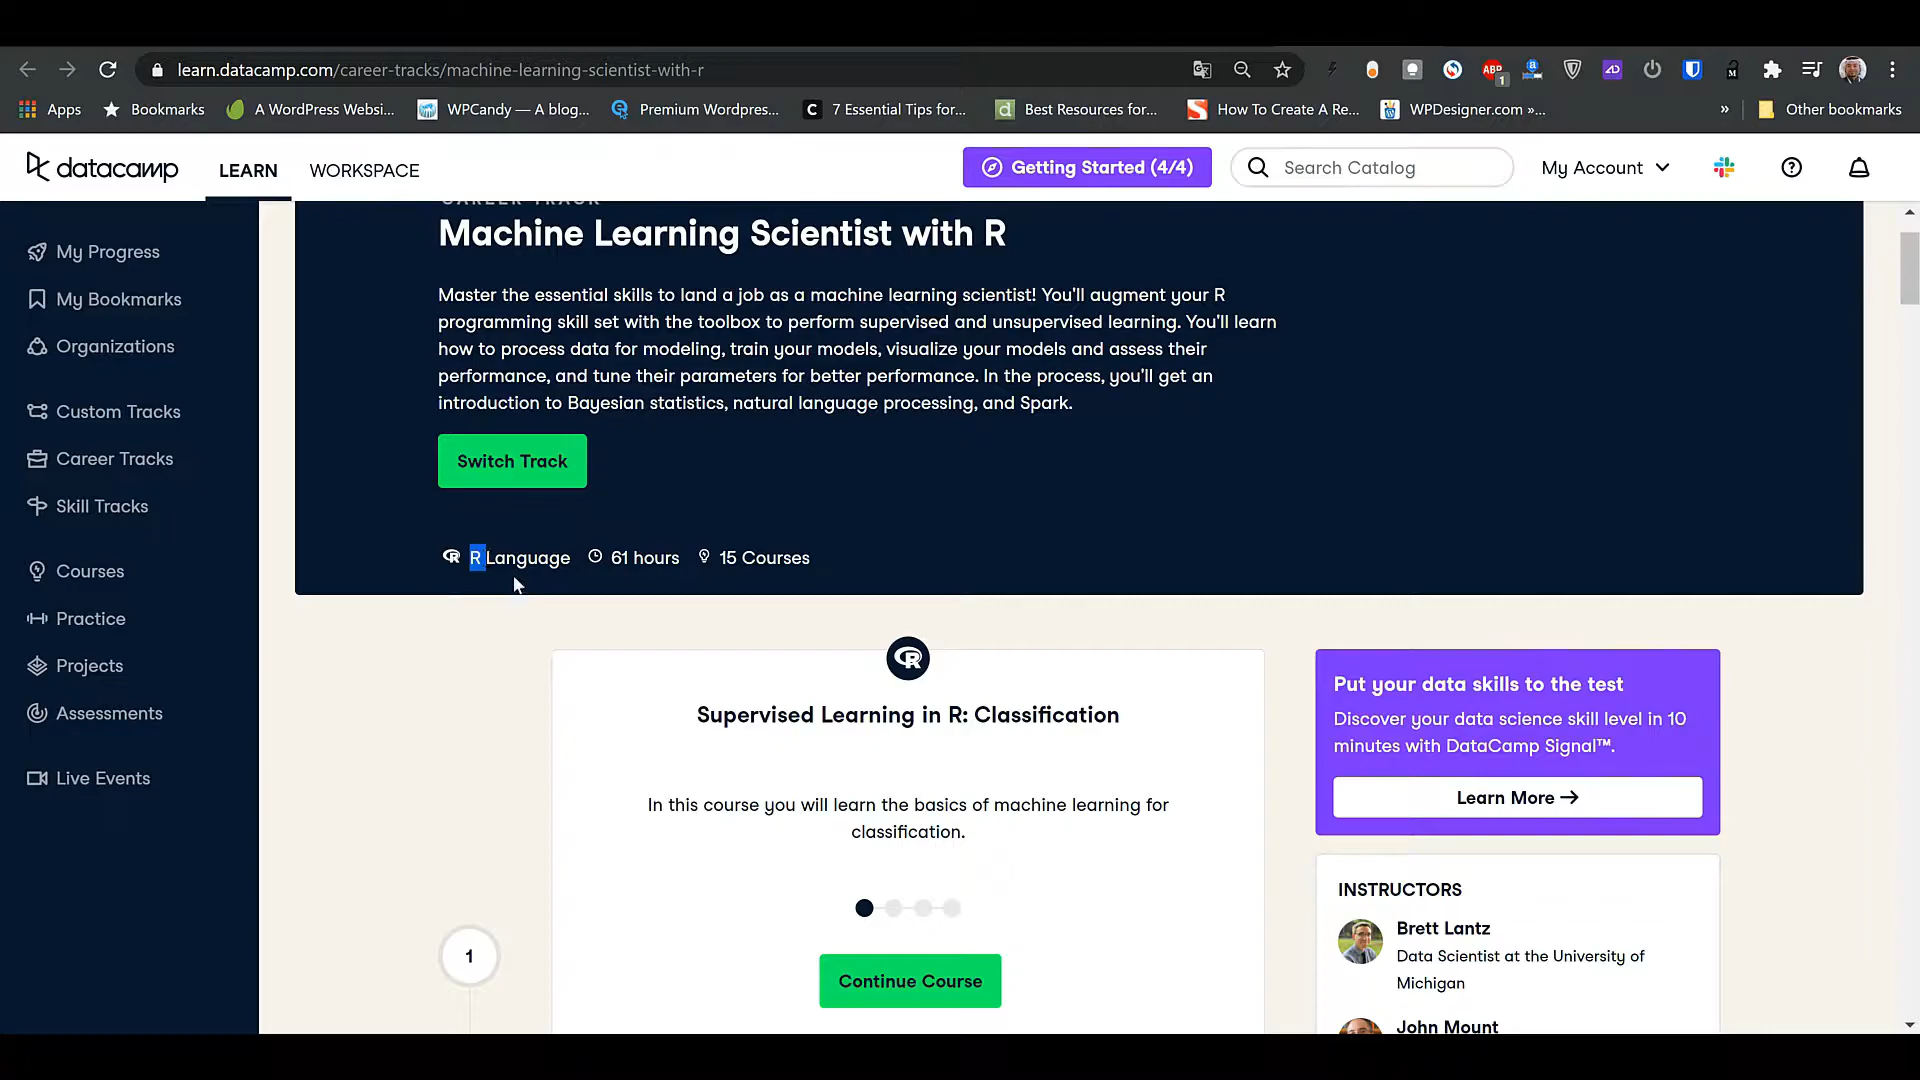 learn.datacamp.com/career-tracks/machine-learning-scientist-with-r
ABP
1
Apps
Bookmarks
A WordPress Websi...
WPCandy — A blog...
Premium Wordpres...
7 Essential Tips for...
Best Resources for...
How To Create A Re...
WPDesigner.com »...
»
Other bookmarks
datacamp
LEARN
WORKSPACE
Getting Started (4/4)
Search Catalog
My Account
My Progress
My Bookmarks
Organizations
Custom Tracks
Career Tracks
Skill Tracks
Courses
Practice
Projects
Assessments
Live Events
CAREER TRACK
Machine Learning Scientist with R
Master the essential skills to land a job as a machine learning scientist! You'll augment your R
programming skill set with the toolbox to perform supervised and unsupervised learning. You'll learn
how to process data for modeling, train your models, visualize your models and assess their
performance, and tune their parameters for better performance. In the process, you'll get an
introduction to Bayesian statistics, natural language processing, and Spark.
Switch Track
R Language 61 hours 15 Courses
Supervised Learning in R: Classification
In this course you will learn the basics of machine learning for
classification.
1
Continue Course
Put your data skills to the test
Discover your data science skill level in 10
minutes with DataCamp Signal™.
Learn More →
INSTRUCTORS
Brett Lantz
Data Scientist at the University of
Michigan
John Mount